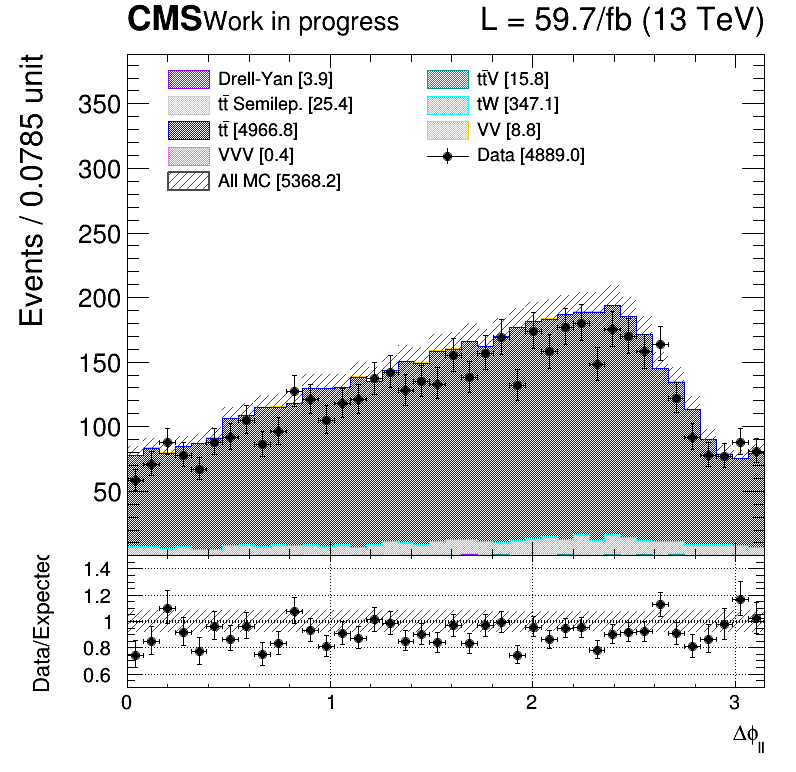 CMS Work in progress L = 59.7/fb (13 TeV)
Events / 0.0785 unit
350
300
250
200
150
100
50
Drell-Yan [3.9]
tt̄ Semilep. [25.4]
tt̄ [4966.8]
VVV [0.4]
All MC [5368.2]
tt̄V [15.8]
tW [347.1]
VV [8.8]
Data [4889.0]
Data/Expected
1.4
1.2
1
0.8
0.6
0 1 2 3
Δϕ_ll